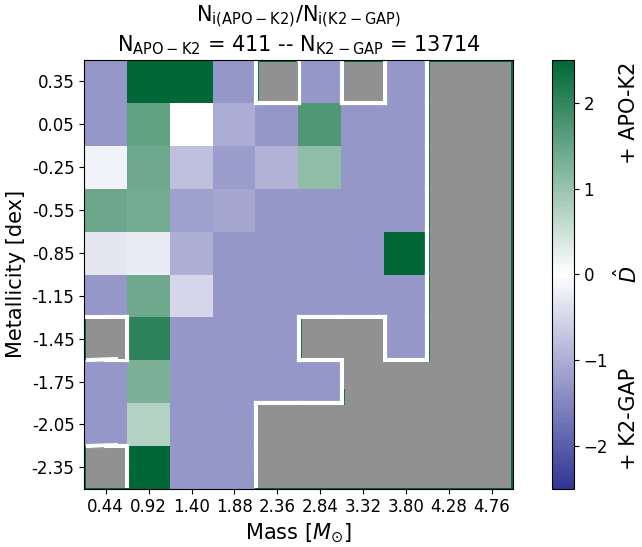 N_i(APO−K2)/N_i(K2−GAP)
N_APO−K2 = 411 -- N_K2−GAP = 13714
0.35
0.05
-0.25
-0.55
-0.85
-1.15
-1.45
-1.75
-2.05
-2.35
Metallicity [dex]
0.44 0.92 1.40 1.88 2.36 2.84 3.32 3.80 4.28 4.76
Mass [M⊙]
2
1
0
−1
−2
+ APO-K2
D̂
+ K2-GAP